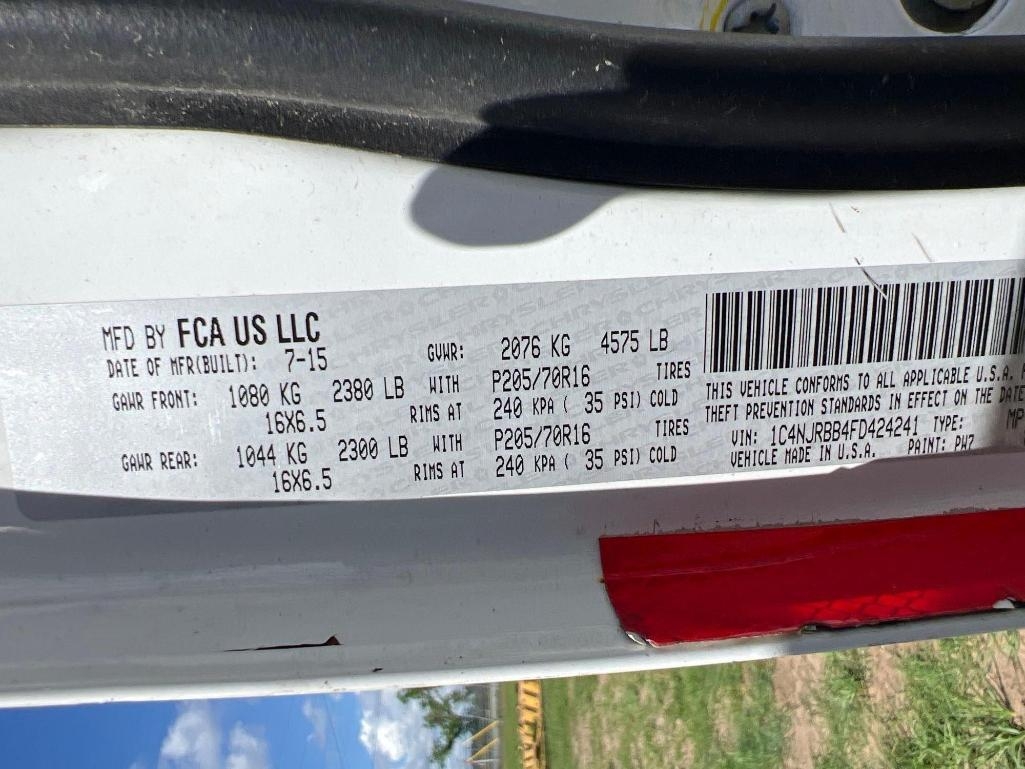 MFD BY FCA US LLC
DATE OF MFR(BUILT): 7-15
GVWR: 2076 KG 4575 LB
GAWR FRONT: 1080 KG 2380 LB WITH P205/70R16 TIRES
16X6.5 RIMS AT 240 KPA ( 35 PSI) COLD
GAWR REAR: 1044 KG 2300 LB WITH P205/70R16 TIRES
16X6.5 RIMS AT 240 KPA ( 35 PSI) COLD
THIS VEHICLE CONFORMS TO ALL APPLICABLE U.S.A.
THEFT PREVENTION STANDARDS IN EFFECT ON THE DATE
VIN: 1C4NJRBB4FD424241 TYPE: MP
VEHICLE MADE IN U.S.A. PAINT: PW7
CHRYSLER